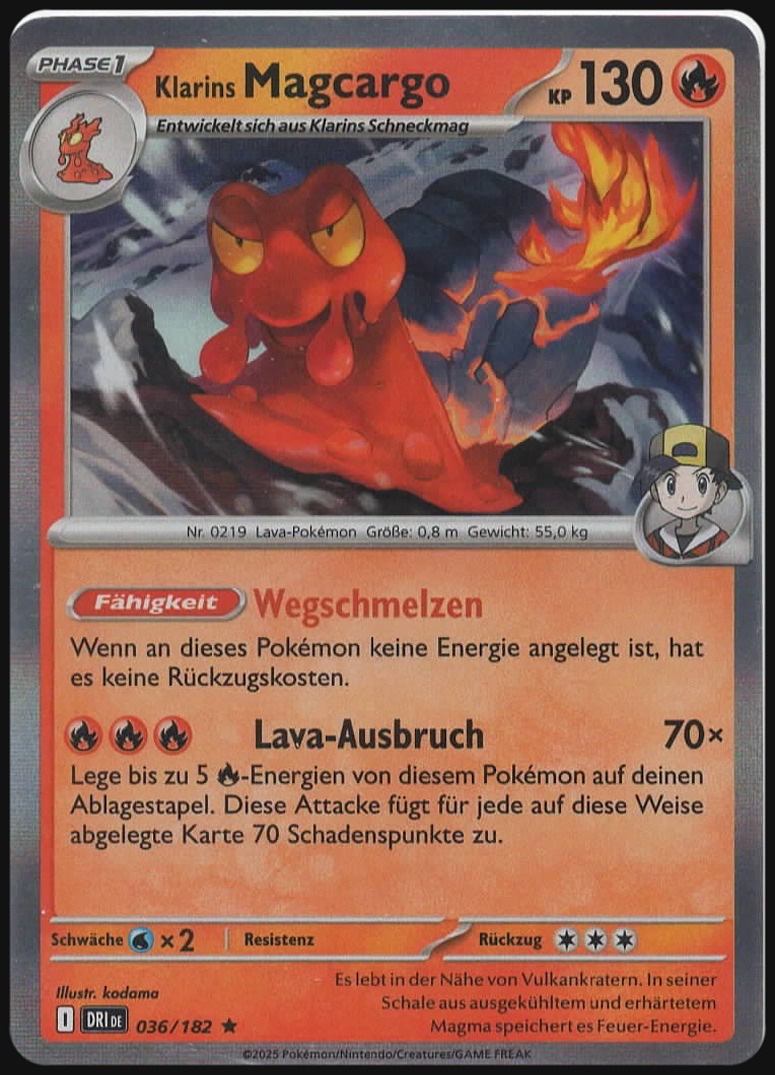 PHASE 1
Klarins Magcargo
KP 130
Entwickelt sich aus Klarins Schneckmag
Nr. 0219 Lava-Pokémon Größe: 0,8 m Gewicht: 55,0 kg
Fähigkeit Wegschmelzen
Wenn an dieses Pokémon keine Energie angelegt ist, hat
es keine Rückzugskosten.
Lava-Ausbruch 70×
Lege bis zu 5 -Energien von diesem Pokémon auf deinen
Ablagestapel. Diese Attacke fügt für jede auf diese Weise
abgelegte Karte 70 Schadenspunkte zu.
Schwäche ×2 Resistenz Rückzug
Es lebt in der Nähe von Vulkankratern. In seiner
Schale aus ausgekühltem und erhärtetem
Magma speichert es Feuer-Energie.
Illustr. kodama
I DRI DE 036/182 ★
©2025 Pokémon/Nintendo/Creatures/GAME FREAK